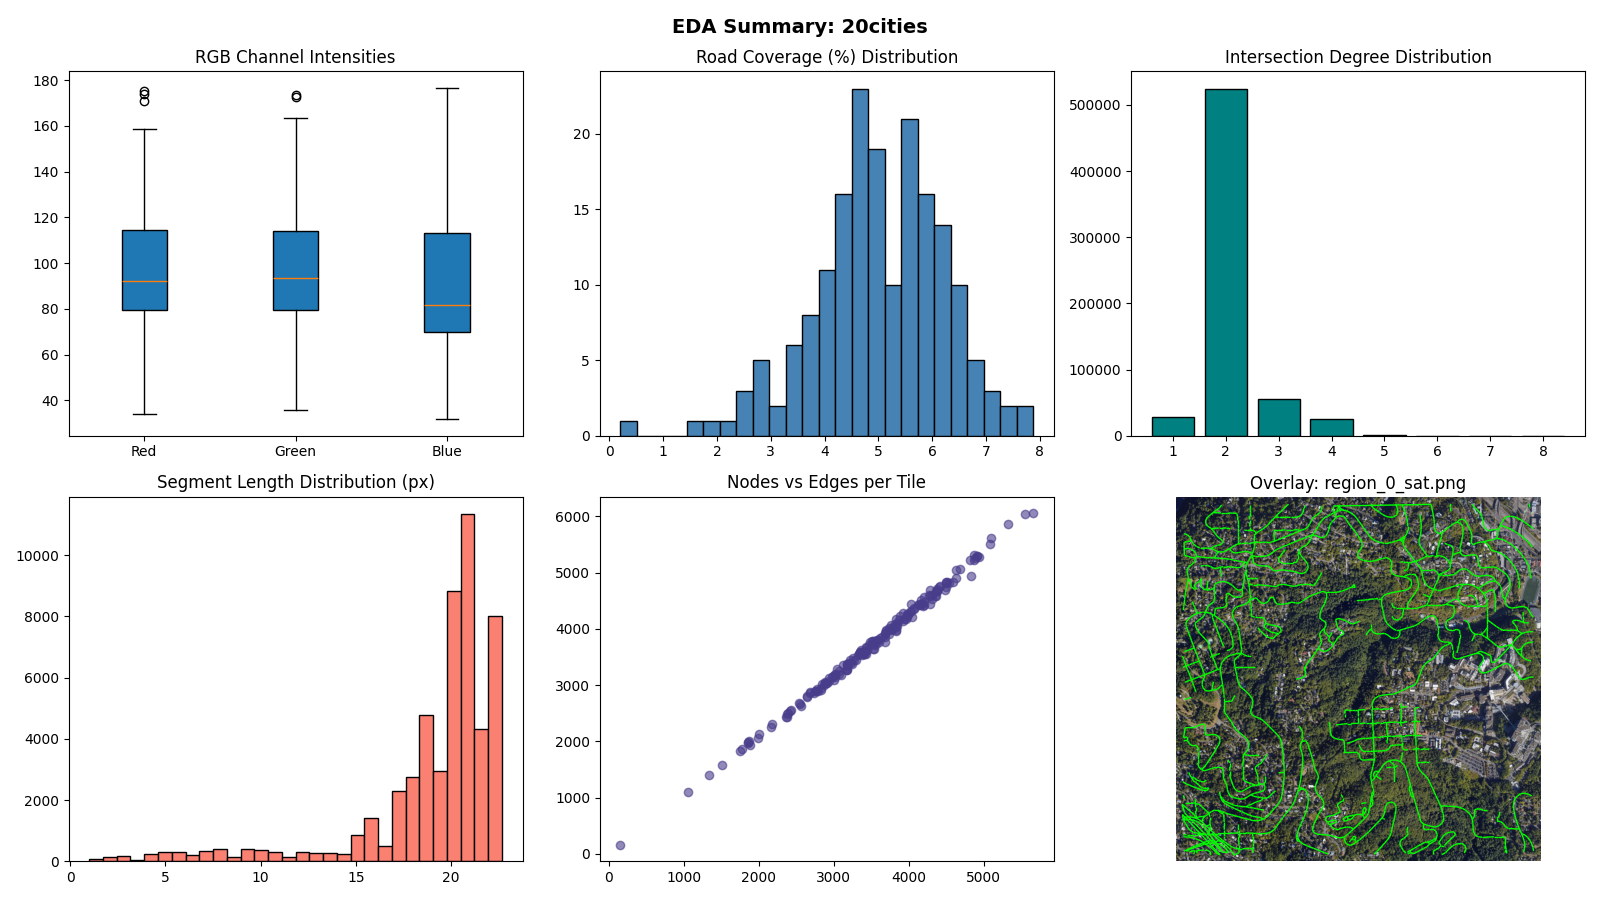 EDA Summary: 20cities
RGB Channel Intensities
180
160
140
120
100
80
60
40
Red Green Blue
Road Coverage (%) Distribution
20
15
10
5
0
0 1 2 3 4 5 6 7 8
Intersection Degree Distribution
500000
400000
300000
200000
100000
0
1 2 3 4 5 6 7 8
Segment Length Distribution (px)
10000
8000
6000
4000
2000
0
0 5 10 15 20
Nodes vs Edges per Tile
6000
5000
4000
3000
2000
1000
0
0 1000 2000 3000 4000 5000
Overlay: region_0_sat.png